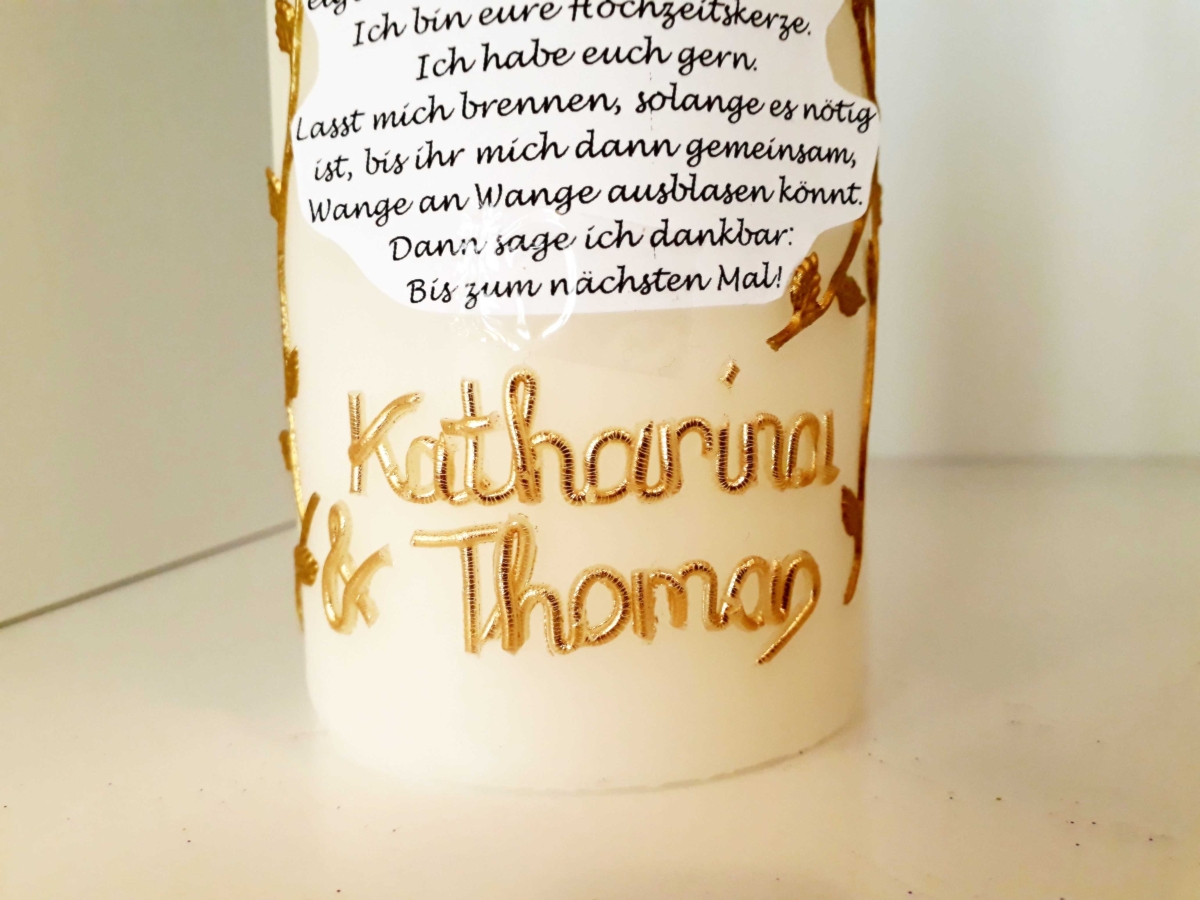 Ich bin eure Hochzeitskerze.
Ich habe euch gern.
Lasst mich brennen, solange es nötig
ist, bis ihr mich dann gemeinsam,
Wange an Wange ausblasen könnt.
Dann sage ich dankbar:
Bis zum nächsten Mal!
Katharina
& Thomas